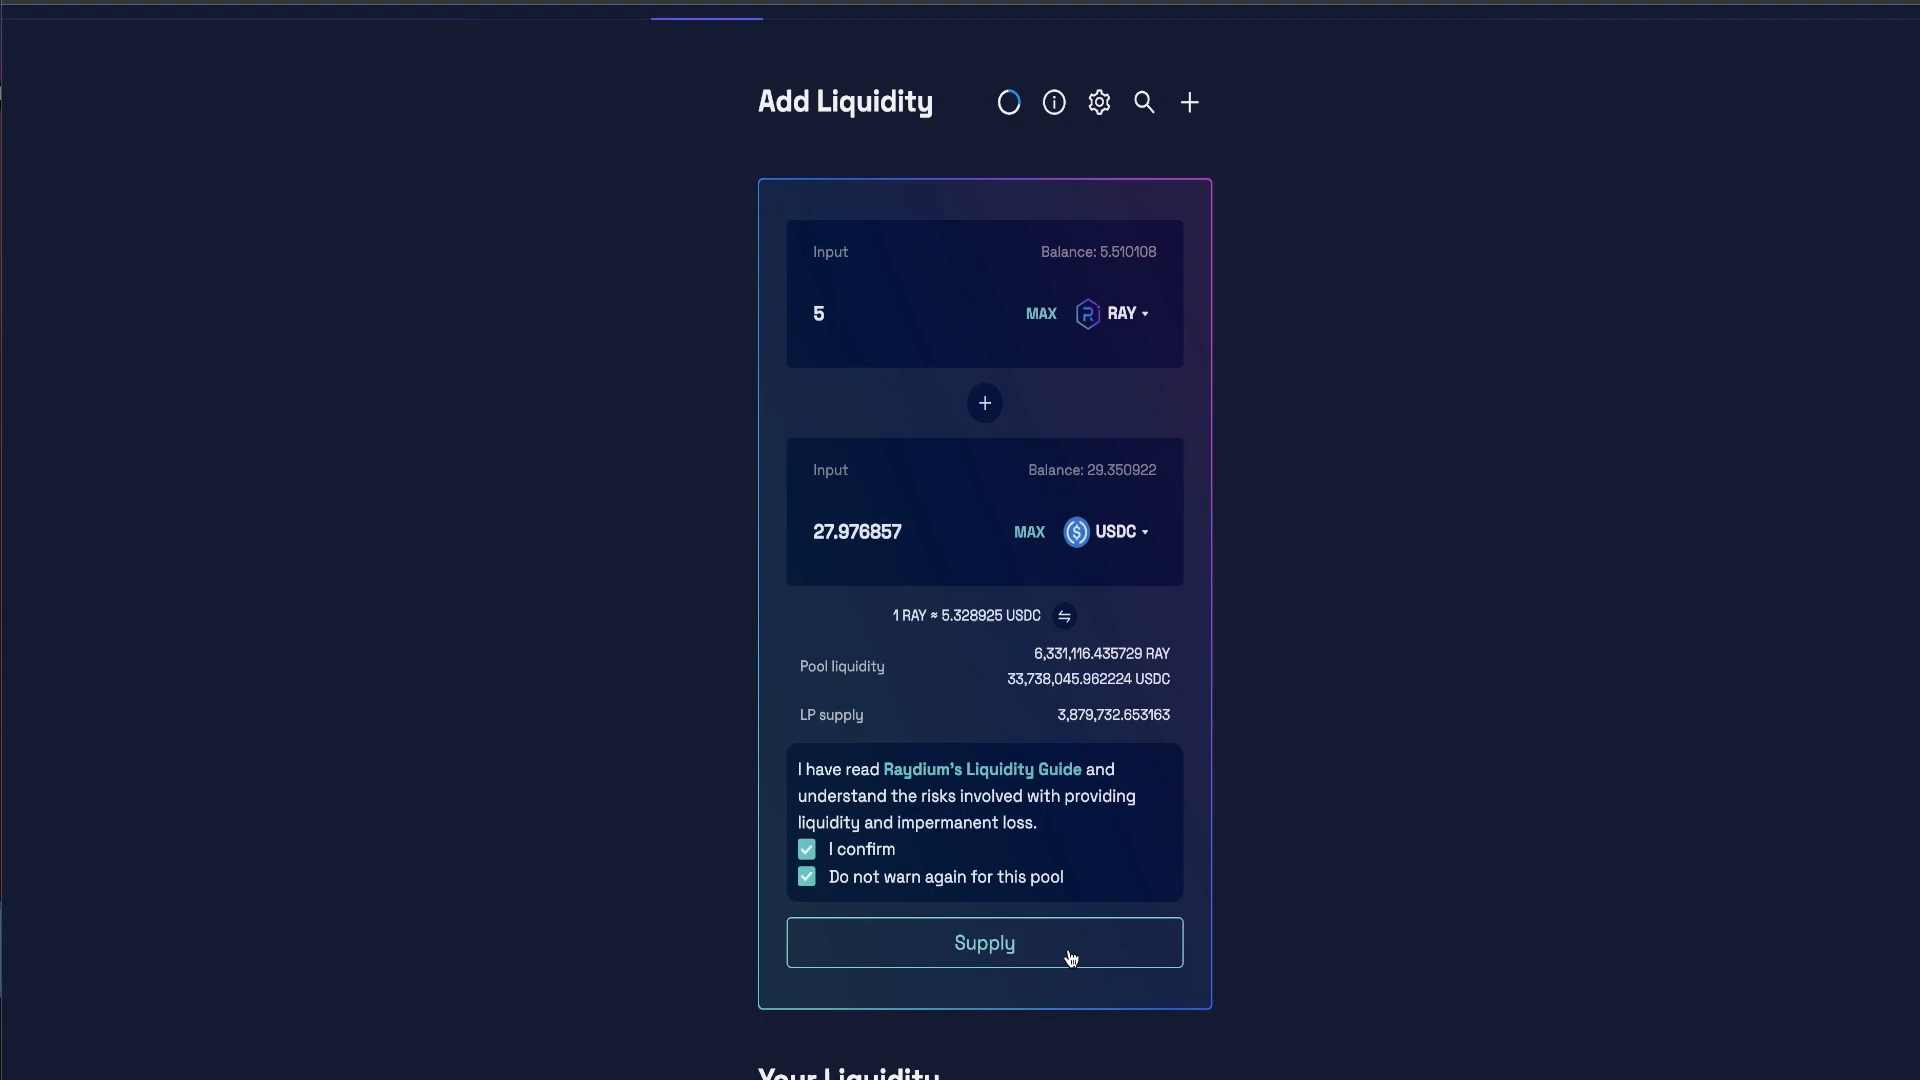 Add Liquidity
Input
Balance: 5.510108
5
MAX
RAY
+
Input
Balance: 29.350922
27.976857
MAX
USDC
1 RAY ≈ 5.328925 USDC
Pool liquidity
6,331,116.435729 RAY
33,738,045.962224 USDC
LP supply
3,879,732.653163
I have read Raydium's Liquidity Guide and
understand the risks involved with providing
liquidity and impermanent loss.
I confirm
Do not warn again for this pool
Supply
Your Liquidity